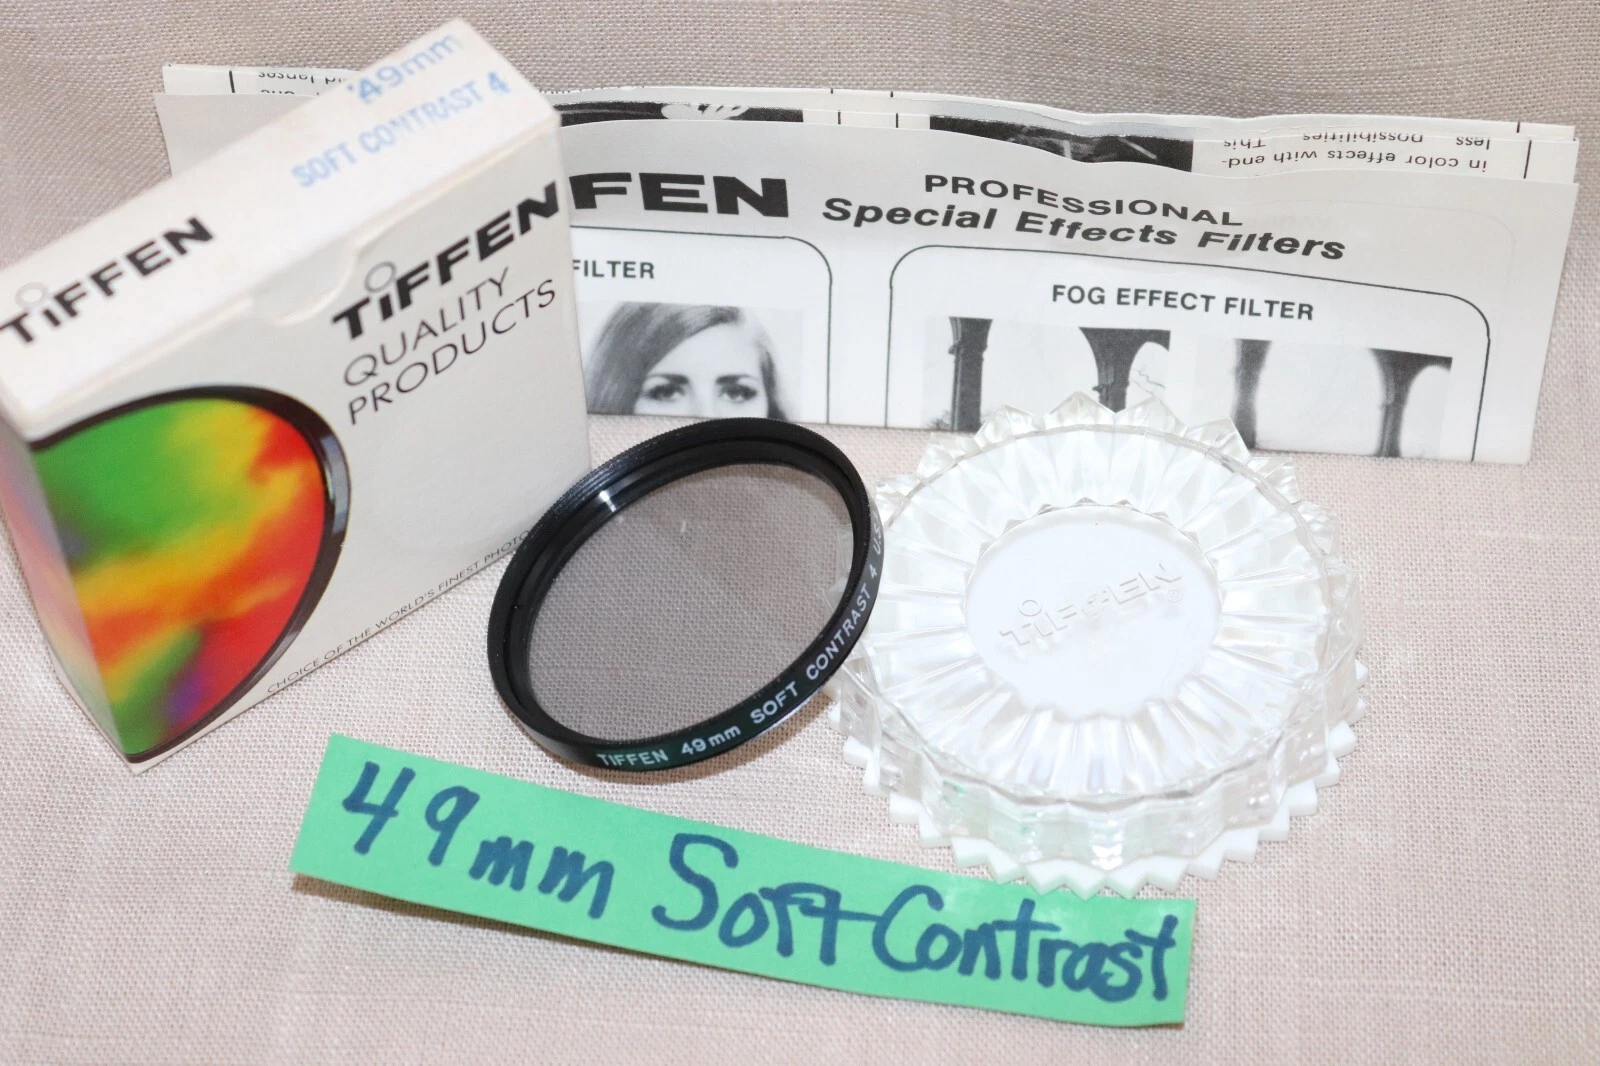 49mm
SOFT CONTRAST 4
TIFFEN
TIFFEN
QUALITY
PRODUCTS
CHOICE OF THE WORLD'S FINEST PHOTO
FFEN
PROFESSIONAL
Special Effects Filters
FILTER
FOG EFFECT FILTER
in color effects with end-
less possibilities This
TIFFEN 49mm SOFT CONTRAST 4 U.S
TIFFEN®
49mm Soft Contrast